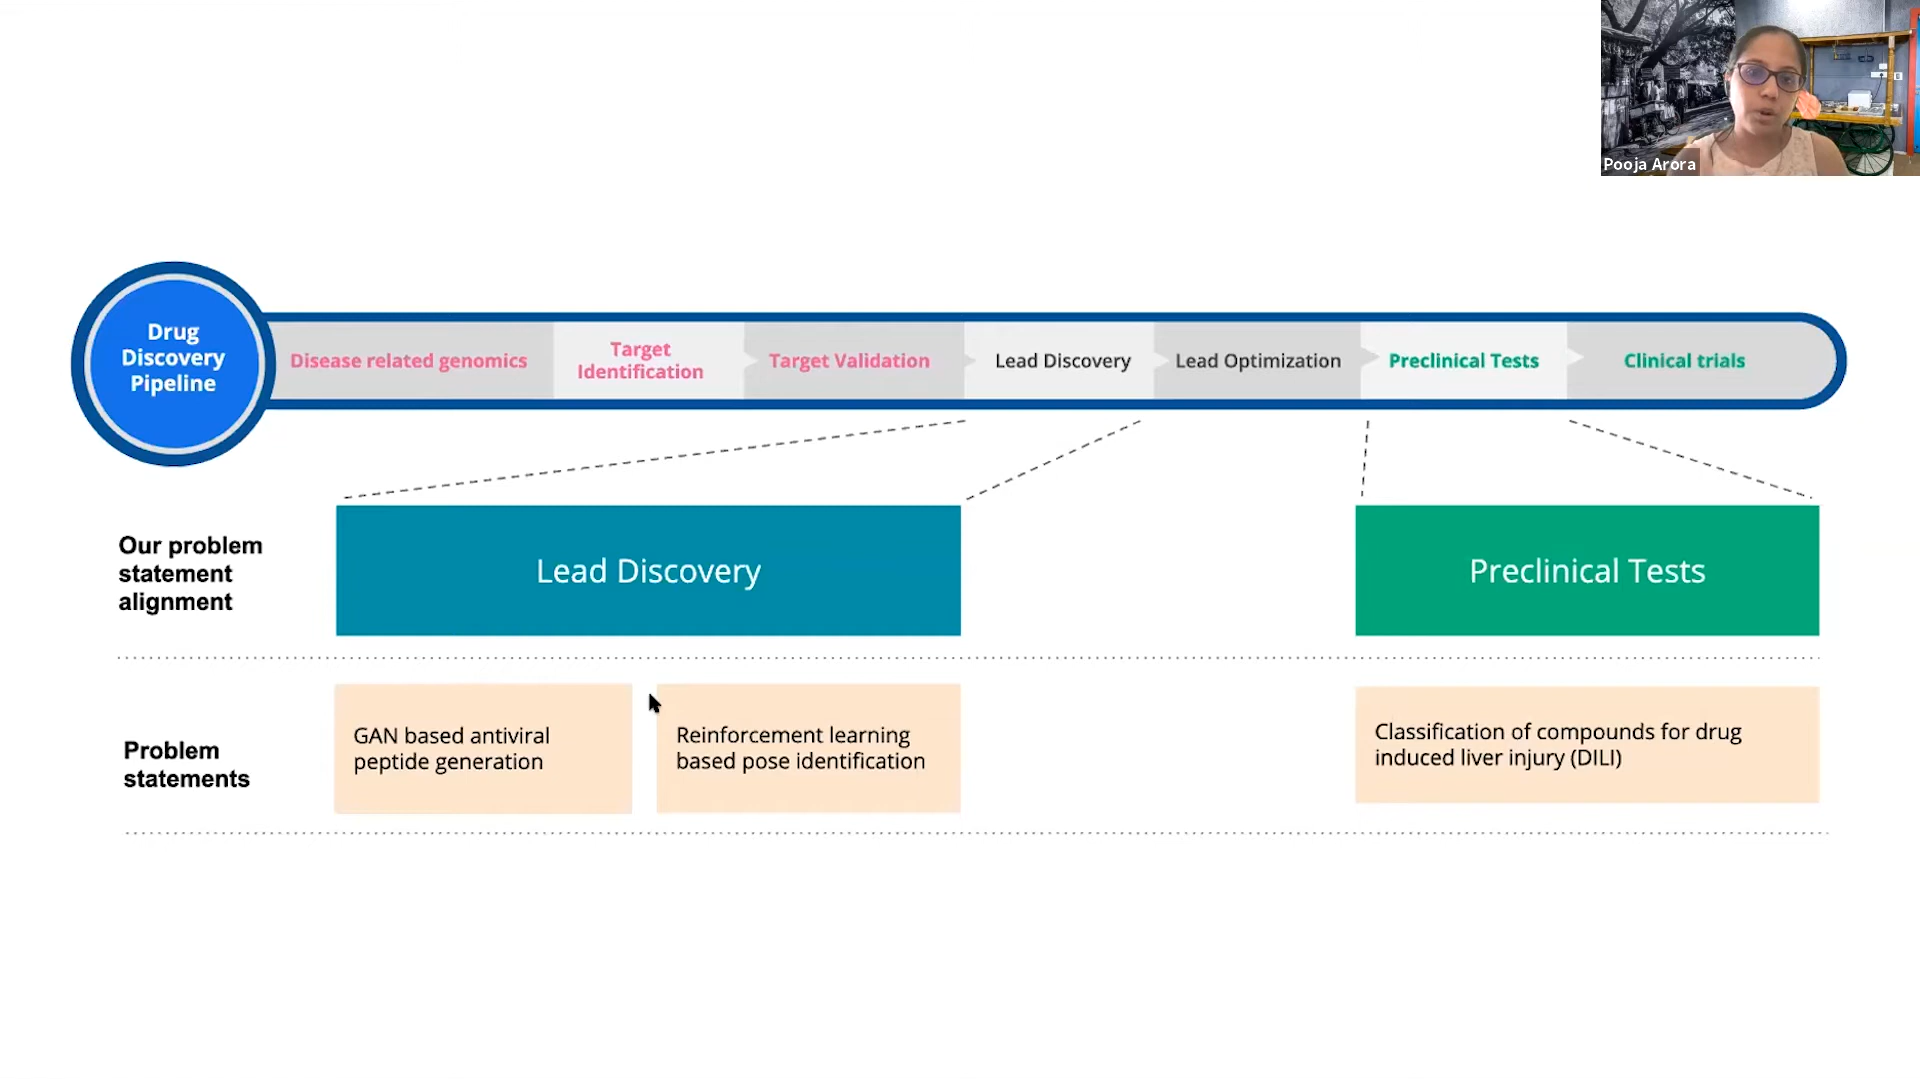 Pooja Arora
Drug
Discovery
Pipeline
Disease related genomics
Target
Identification
Target Validation
Lead Discovery
Lead Optimization
Preclinical Tests
Clinical trials
Our problem
statement
alignment
Lead Discovery
Preclinical Tests
Problem
statements
GAN based antiviral
peptide generation
Reinforcement learning
based pose identification
Classification of compounds for drug
induced liver injury (DILI)